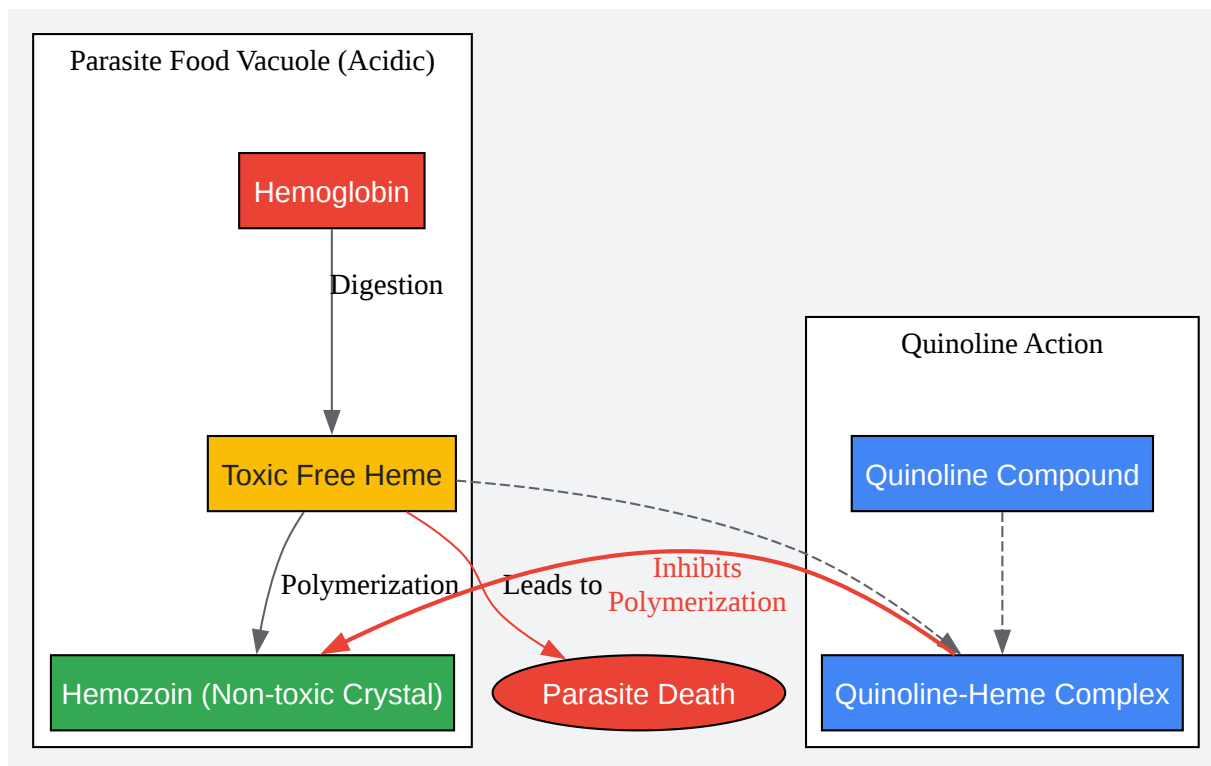 Parasite Food Vacuole (Acidic)
Hemoglobin
Digestion
Quinoline Action
Toxic Free Heme
Quinoline Compound
Polymerization
Leads to
Inhibits
Polymerization
Hemozoin (Non-toxic Crystal)
Parasite Death
Quinoline-Heme Complex